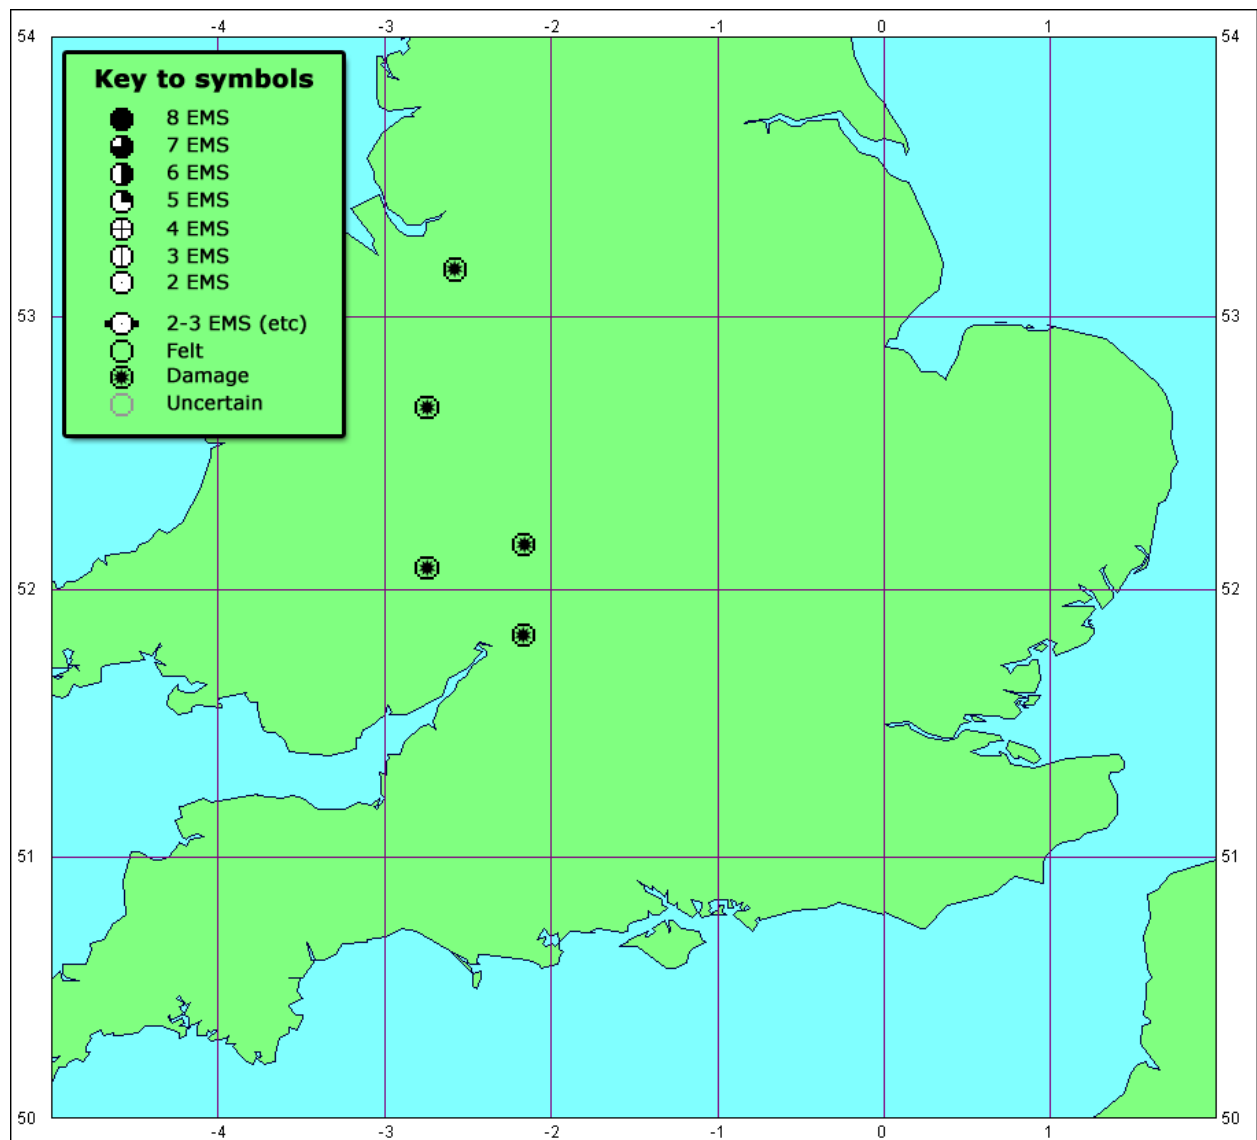 -4 -3 -2 -1 0 1
54 54
Key to symbols
8 EMS
7 EMS
6 EMS
5 EMS
4 EMS
3 EMS
2 EMS
2-3 EMS (etc)
Felt
Damage
Uncertain
53 53
52 52
51 51
50 50
-4 -3 -2 -1 0 1